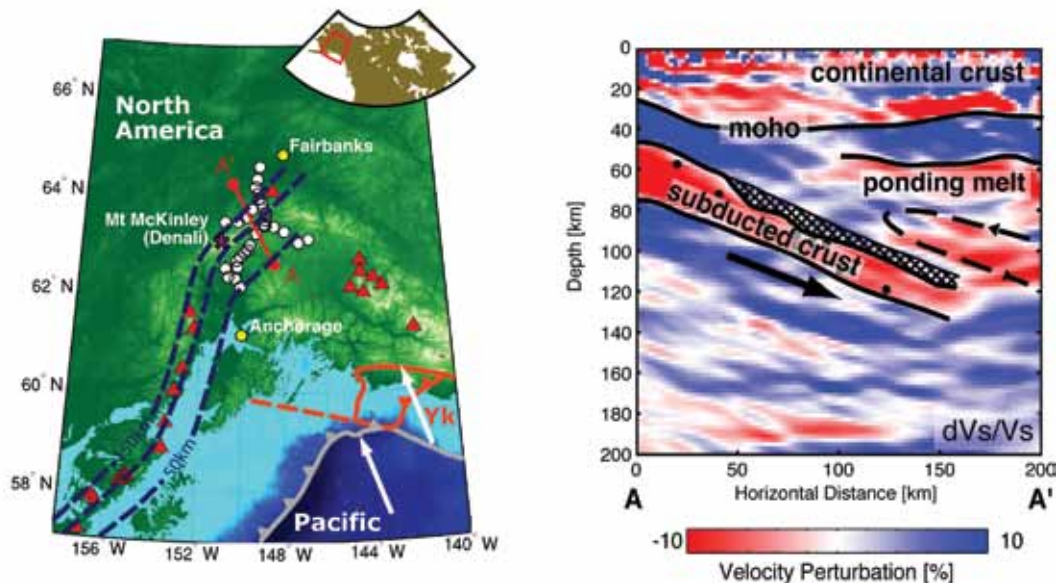 66° N
64° N
62° N
60° N
58° N
156° W
152° W
148° W
144° W
140° W
North
America
Fairbanks
A'
Mt McKinley
(Denali)
A
Anchorage
50km
Yk
Pacific
0
20
40
60
80
100
120
140
160
180
200
Depth [km]
continental crust
moho
ponding melt
subducted crust
dVs/Vs
0
50
100
150
200
A
Horizontal Distance [km]
A'
-10
10
Velocity Perturbation [%]